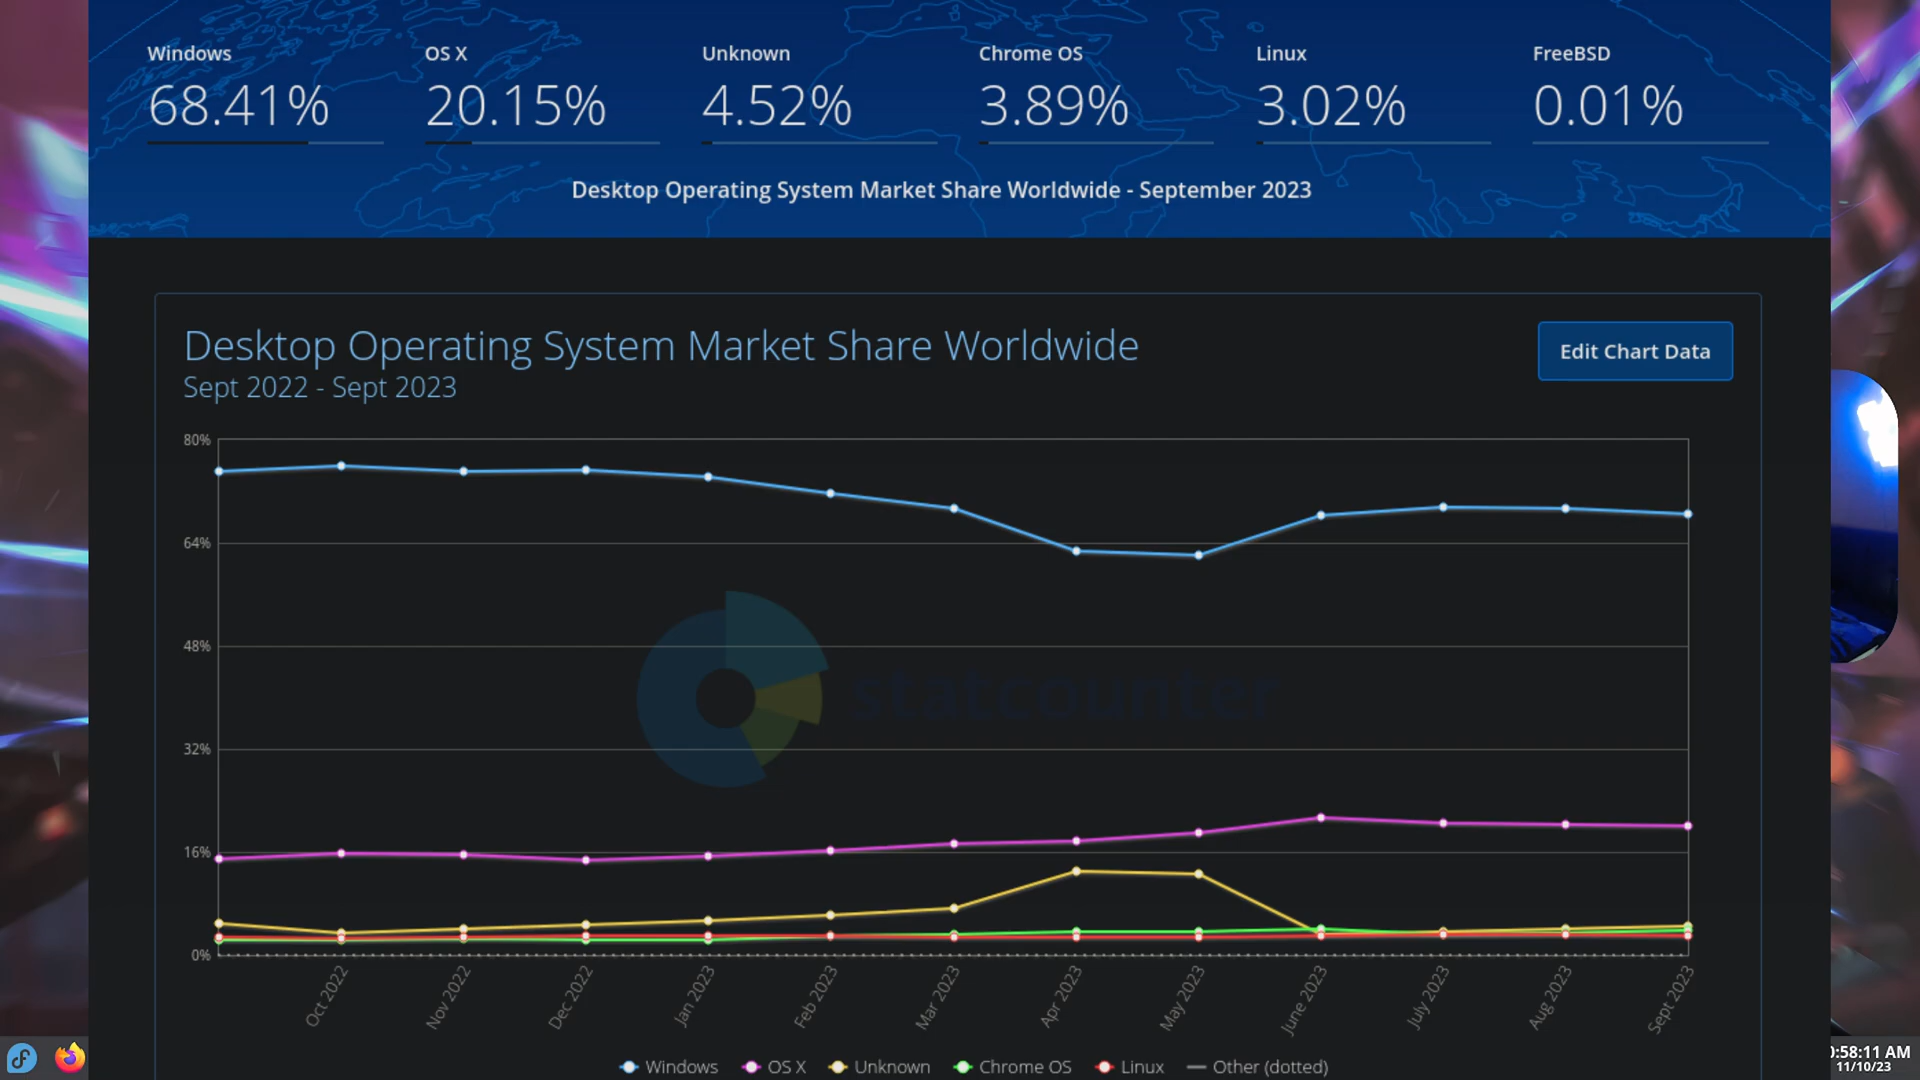 Windows OS X Unknown Chrome OS Linux FreeBSD
68.41% 20.15% 4.52% 3.89% 3.02% 0.01%
Desktop Operating System Market Share Worldwide - September 2023
Desktop Operating System Market Share Worldwide
Edit Chart Data
Sept 2022 - Sept 2023
80%
64%
48%
statcounter
32%
16%
0%
Oct 2022 Nov 2022 Dec 2022 Jan 2023 Feb 2023 Mar 2023 Apr 2023 May 2023 June 2023 July 2023 Aug 2023 Sept 2023
Windows OS X Unknown Chrome OS Linux Other (dotted)
:58:11 AM
11/10/23